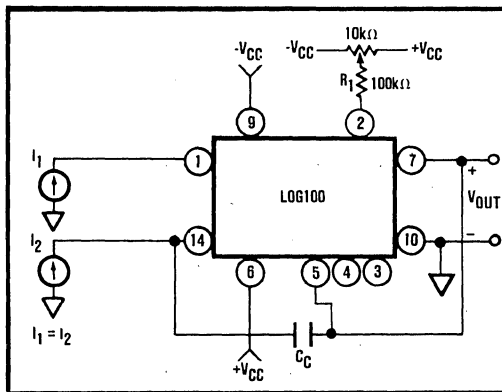 10kΩ
-VCC
-VCC
+VCC
R1
100kΩ
9
2
I1
1
7
+
LOG100
VOUT
I2
14
10
-
6
5
4
3
I1 = I2
CC
+VCC